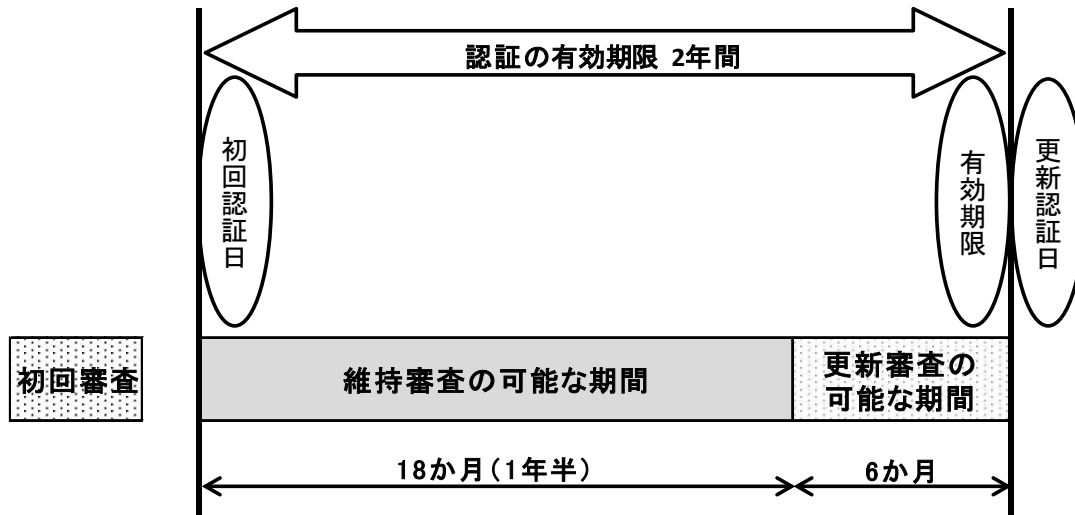 認証の有効期限 2年間
初回認証日
有効期限
更新認証日
初回審査
維持審査の可能な期間
更新審査の
可能な期間
18か月(1年半)
6か月